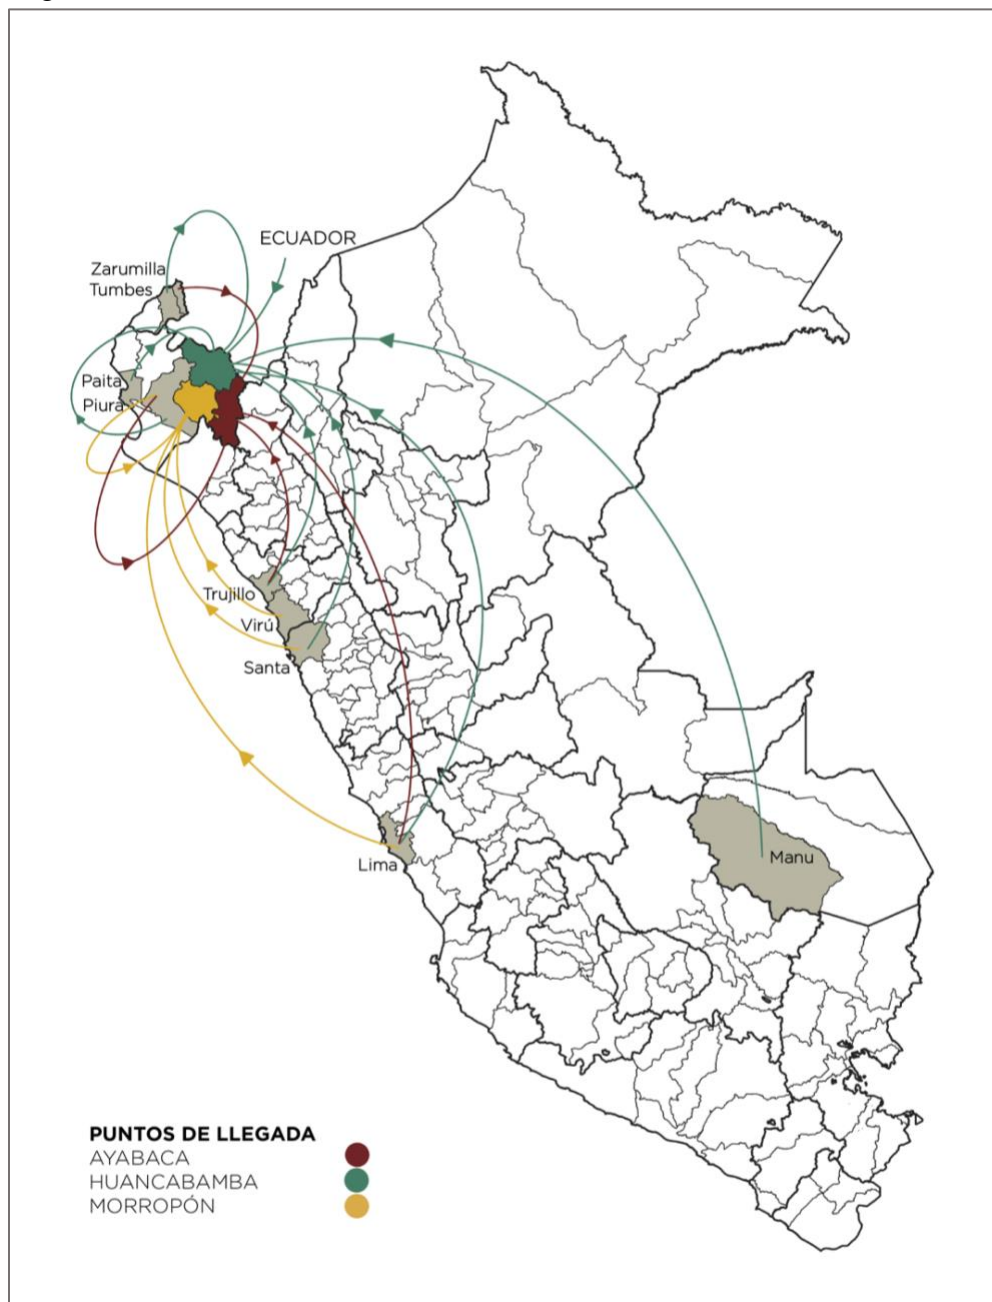 ECUADOR
Zarumilla
Tumbes
Paita
Piura
Trujillo
Virú
Santa
Lima
Manu
PUNTOS DE LLEGADA
AYABACA
HUANCABAMBA
MORROPÓN